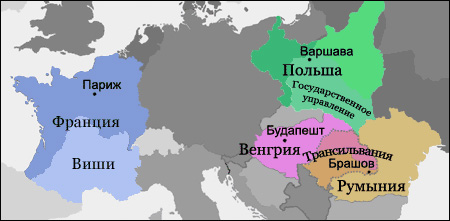 Париж
Франция
Виши
Варшава
Польша
Государственное
управление
Будапешт
Венгрия
Трансильвания
Брашов
Румыния